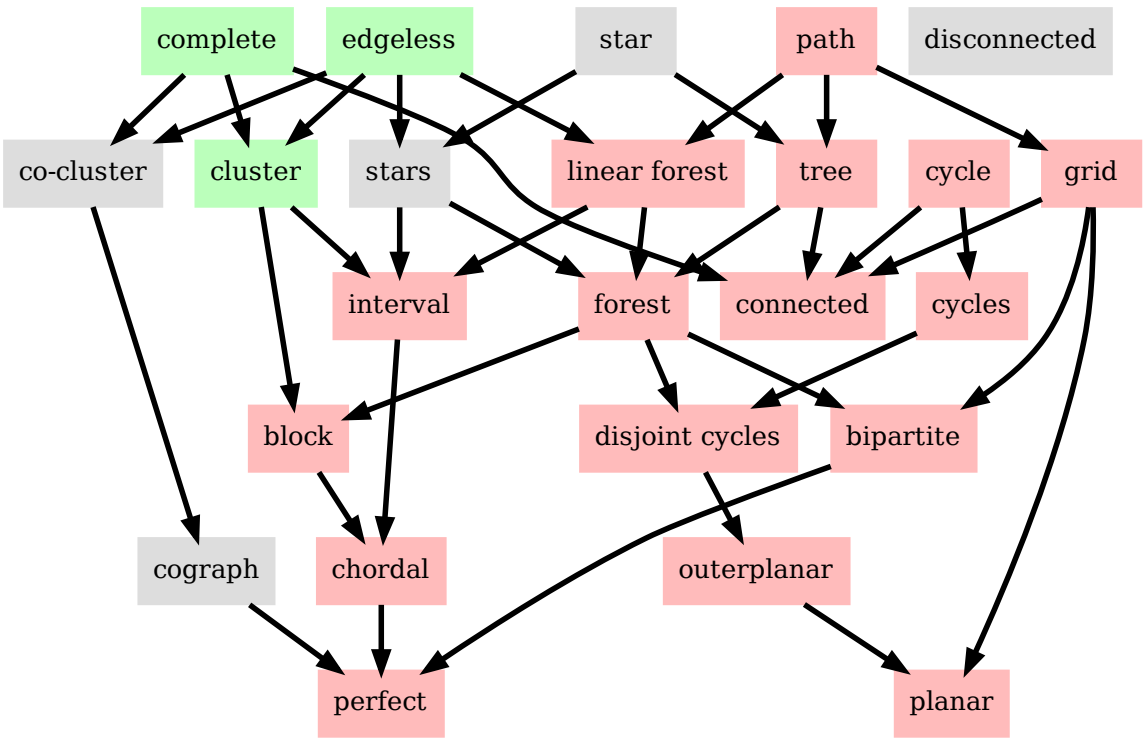 complete
edgeless
star
path
disconnected
co-cluster
cluster
stars
linear forest
tree
cycle
grid
interval
forest
connected
cycles
block
disjoint cycles
bipartite
cograph
chordal
outerplanar
perfect
planar